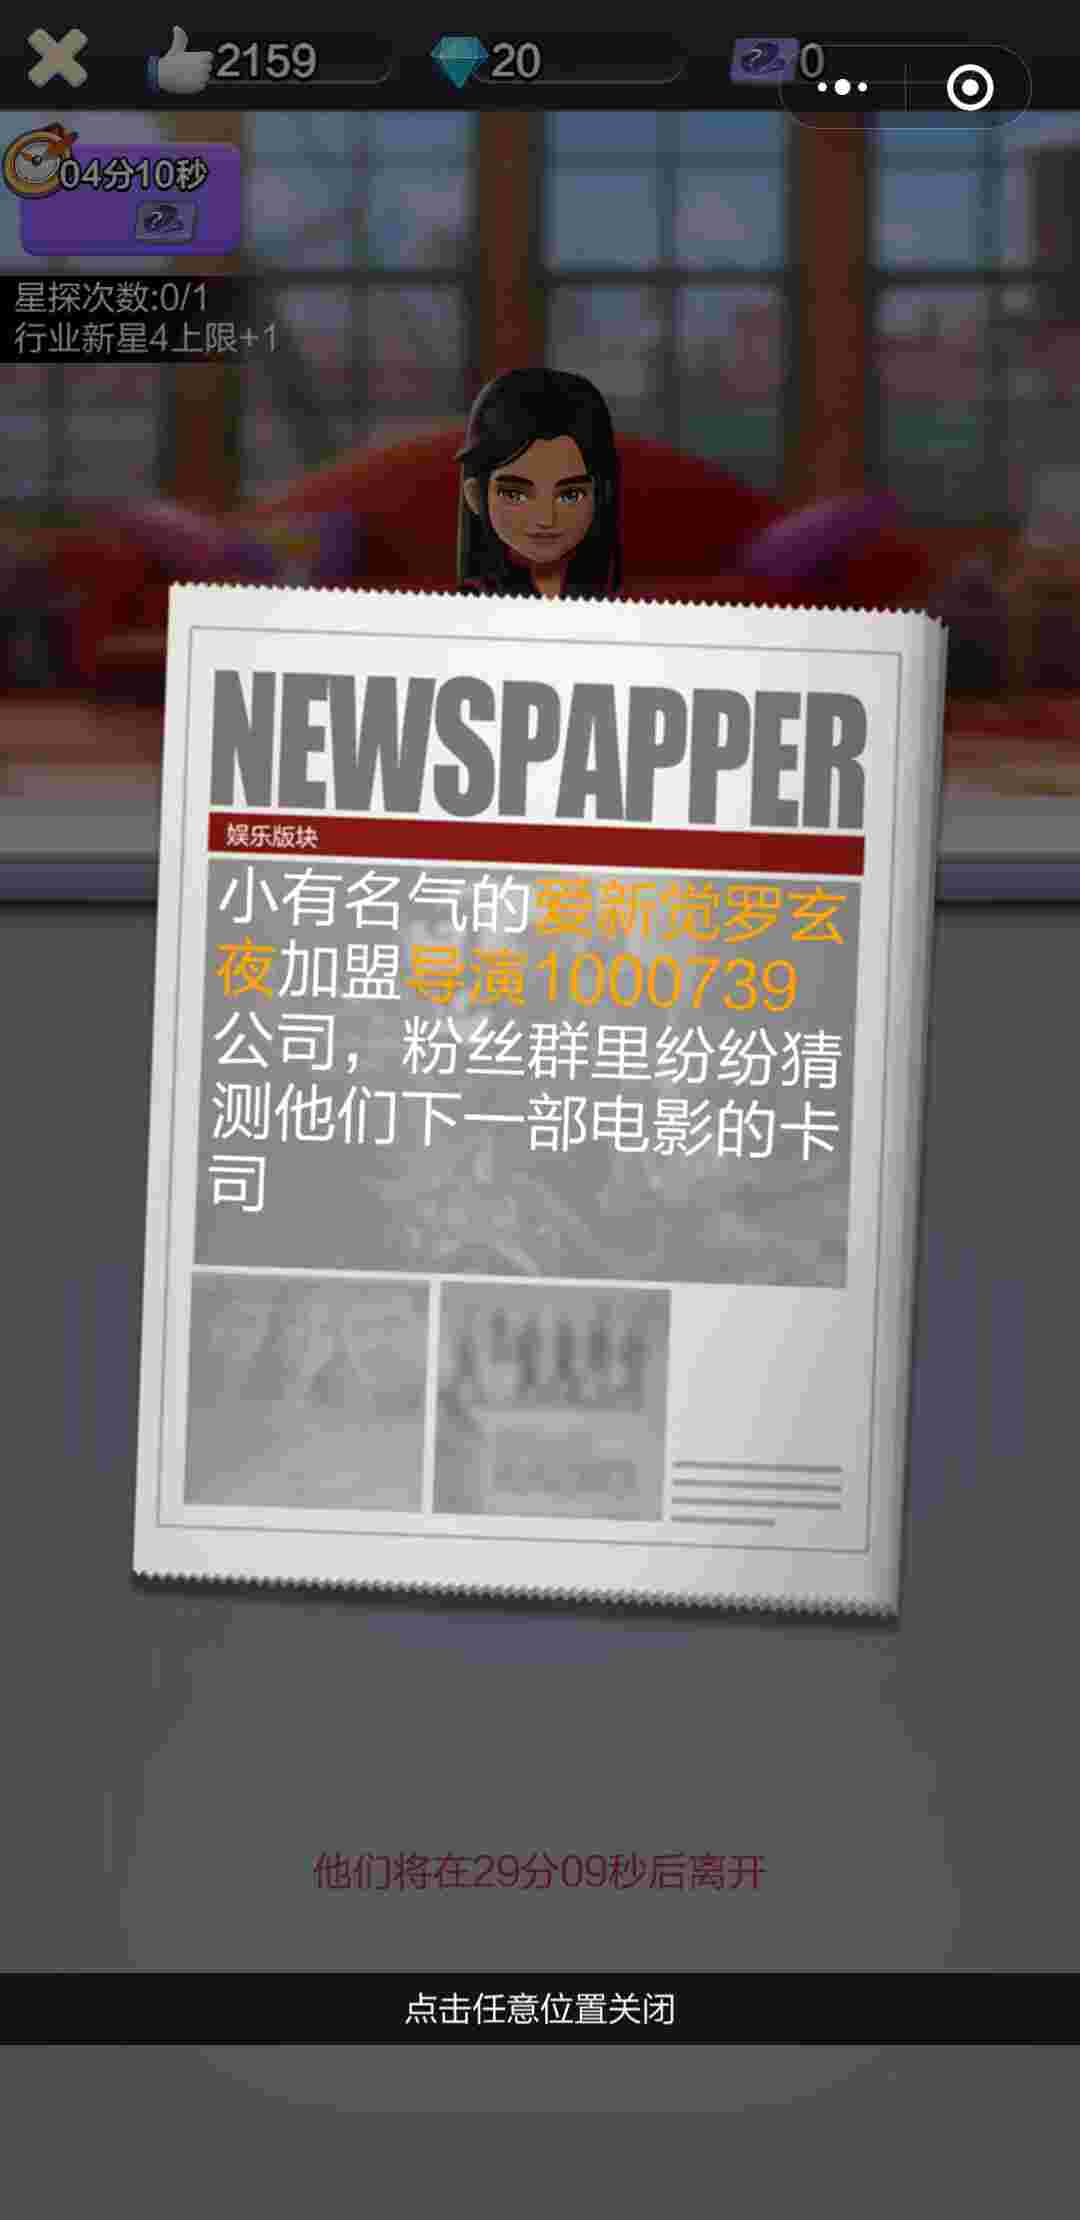 2159
20
0
04分10秒
星探次数:0/1
行业新星4上限+1
NEWSPAPPER
娱乐版块
小有名气的爱新觉罗玄
夜加盟导演1000739
公司，粉丝群里纷纷猜
测他们下一部电影的卡
司
他们将在29分09秒后离开
点击任意位置关闭